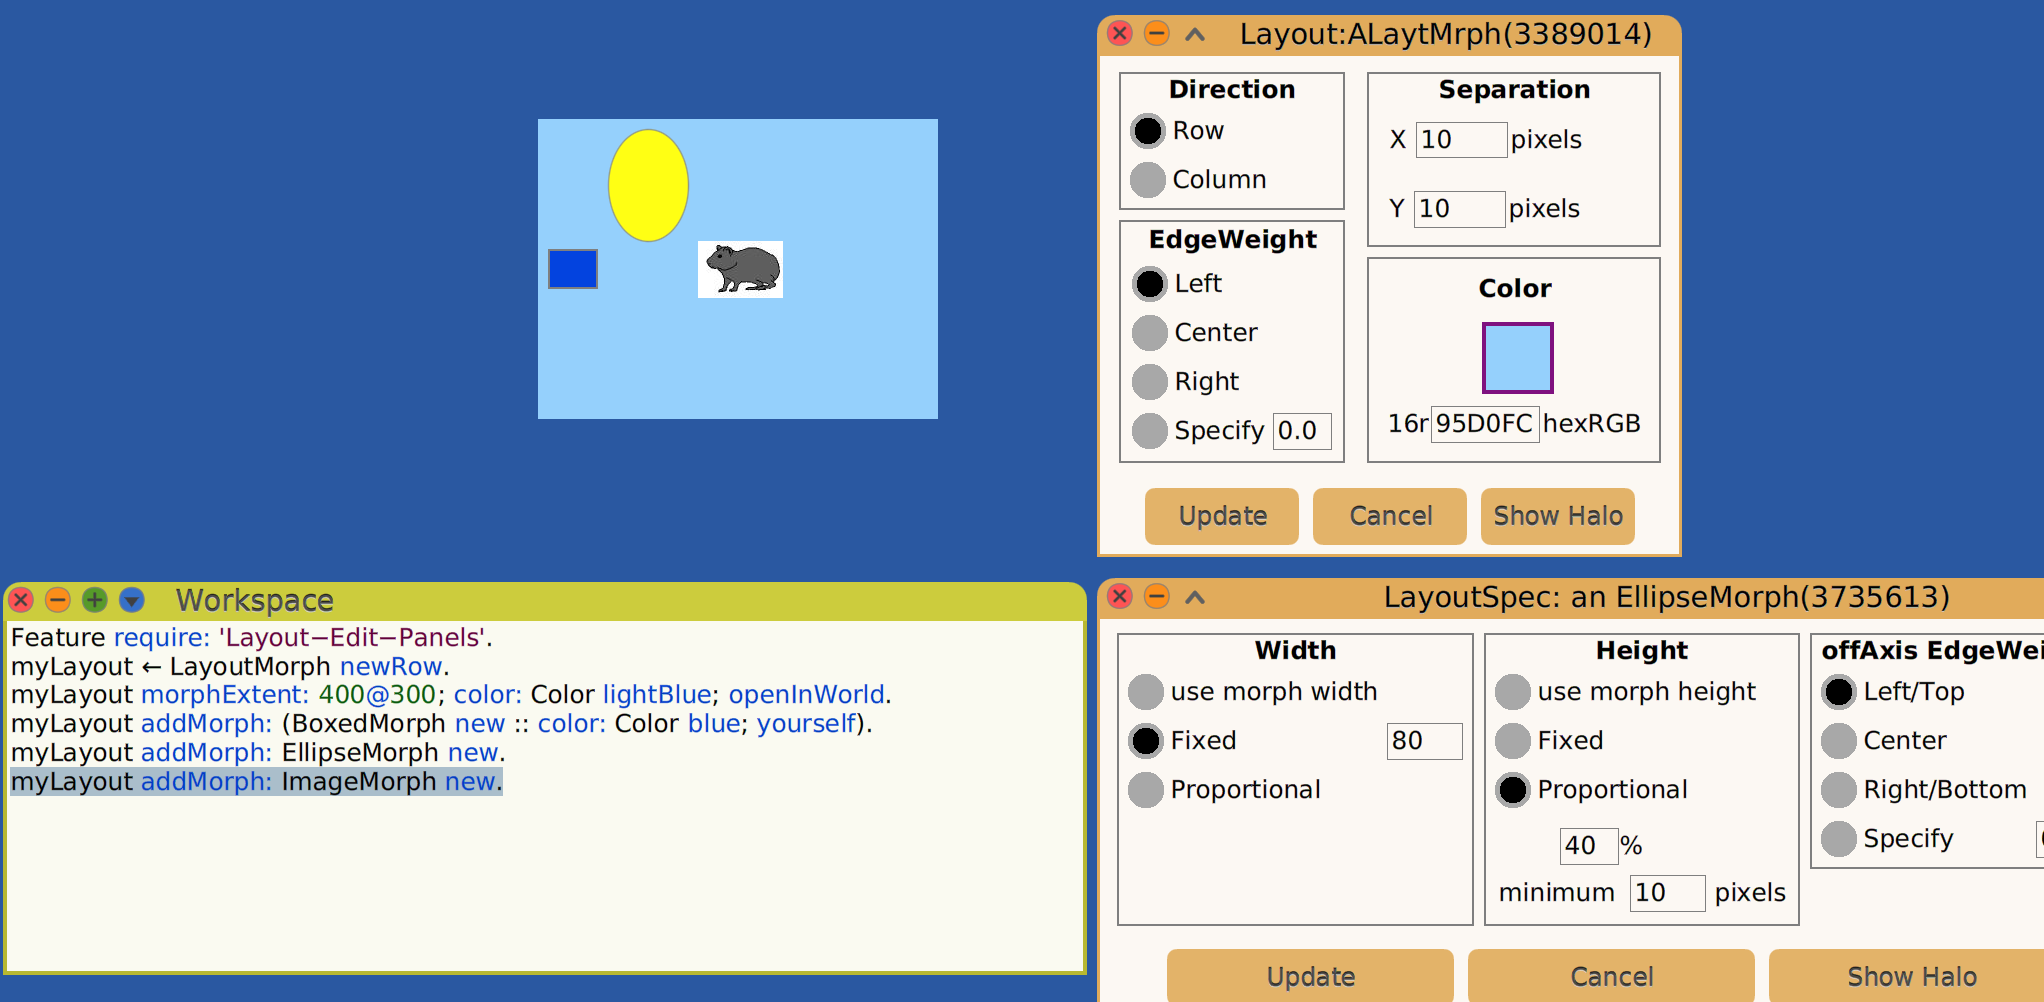 Layout:ALaytMrph(3389014)
Direction
Row
Column
EdgeWeight
Left
Center
Right
Specify 0.0
Separation
X 10 pixels
Y 10 pixels
Color
16r 95D0FC hexRGB
Update Cancel Show Halo
Workspace
Feature require: 'Layout−Edit−Panels'.
myLayout ← LayoutMorph newRow.
myLayout morphExtent: 400@300; color: Color lightBlue; openInWorld.
myLayout addMorph: (BoxedMorph new :: color: Color blue; yourself).
myLayout addMorph: EllipseMorph new.
myLayout addMorph: ImageMorph new.
LayoutSpec: an EllipseMorph(3735613)
Width
use morph width
Fixed 80
Proportional
Height
use morph height
Fixed
Proportional
40 %
minimum 10 pixels
offAxis EdgeWei
Left/Top
Center
Right/Bottom
Specify
Update Cancel Show Halo